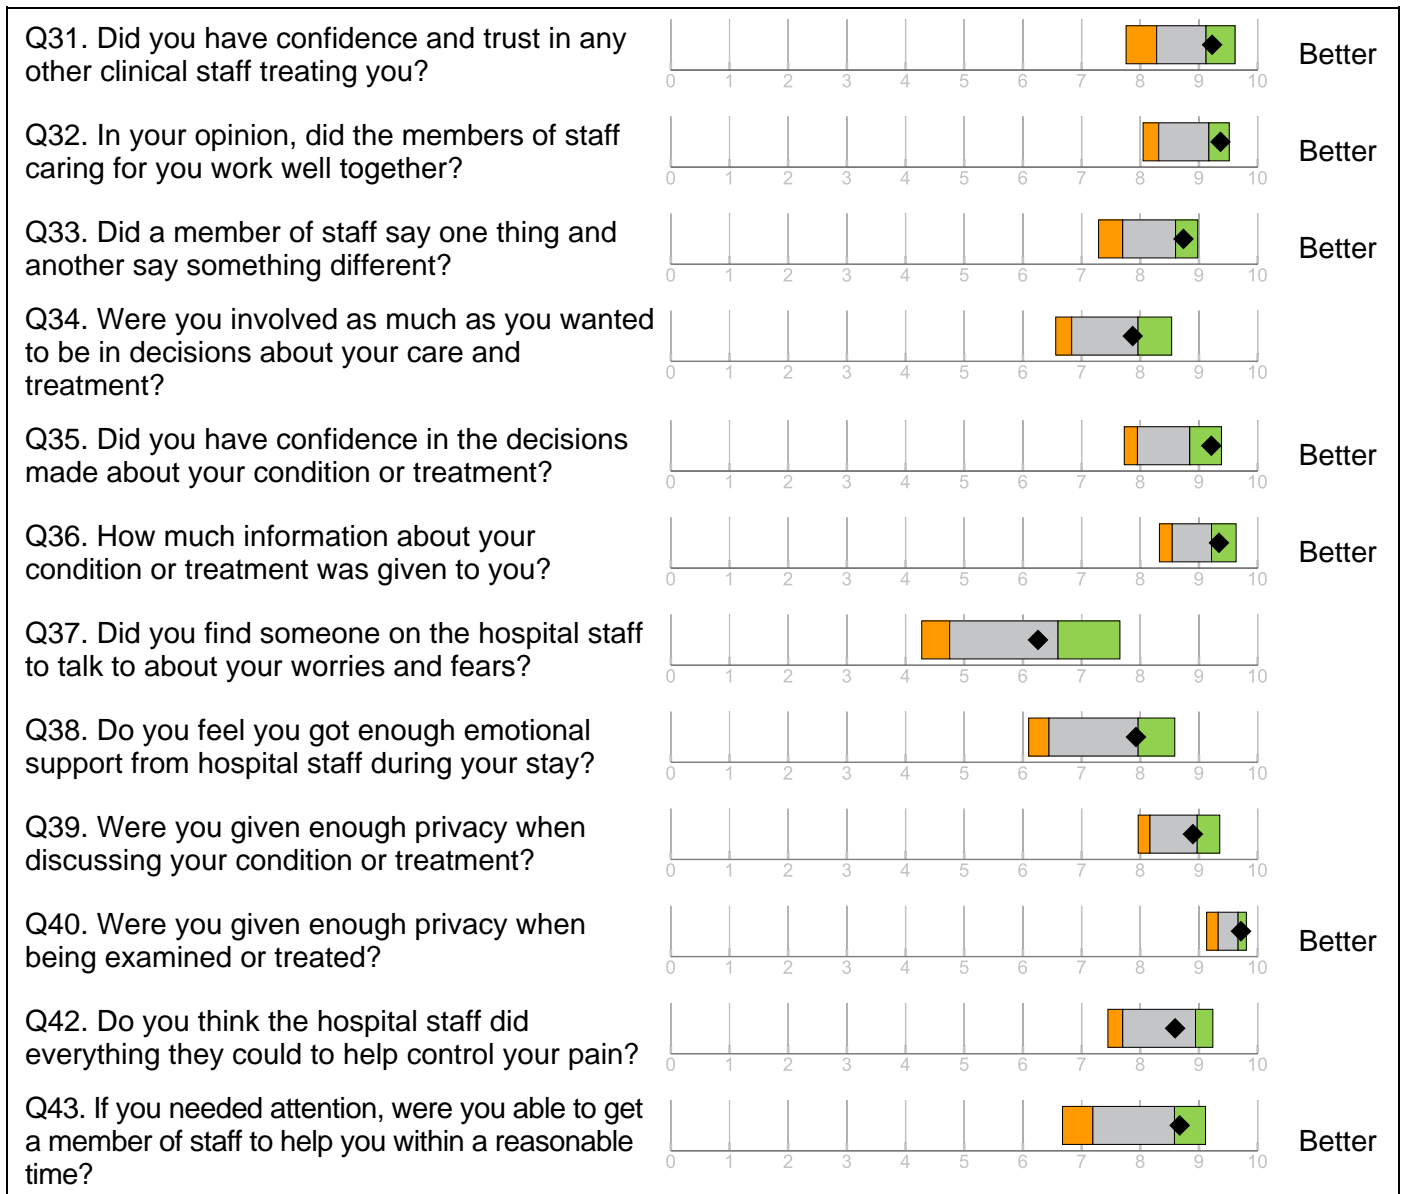 Q31. Did you have confidence and trust in any
other clinical staff treating you?
0 1 2 3 4 5 6 7 8 9 10
Better
Q32. In your opinion, did the members of staff
caring for you work well together?
0 1 2 3 4 5 6 7 8 9 10
Better
Q33. Did a member of staff say one thing and
another say something different?
0 1 2 3 4 5 6 7 8 9 10
Better
Q34. Were you involved as much as you wanted
to be in decisions about your care and
treatment?
0 1 2 3 4 5 6 7 8 9 10
Q35. Did you have confidence in the decisions
made about your condition or treatment?
0 1 2 3 4 5 6 7 8 9 10
Better
Q36. How much information about your
condition or treatment was given to you?
0 1 2 3 4 5 6 7 8 9 10
Better
Q37. Did you find someone on the hospital staff
to talk to about your worries and fears?
0 1 2 3 4 5 6 7 8 9 10
Q38. Do you feel you got enough emotional
support from hospital staff during your stay?
0 1 2 3 4 5 6 7 8 9 10
Q39. Were you given enough privacy when
discussing your condition or treatment?
0 1 2 3 4 5 6 7 8 9 10
Q40. Were you given enough privacy when
being examined or treated?
0 1 2 3 4 5 6 7 8 9 10
Better
Q42. Do you think the hospital staff did
everything they could to help control your pain?
0 1 2 3 4 5 6 7 8 9 10
Q43. If you needed attention, were you able to get
a member of staff to help you within a reasonable
time?
0 1 2 3 4 5 6 7 8 9 10
Better